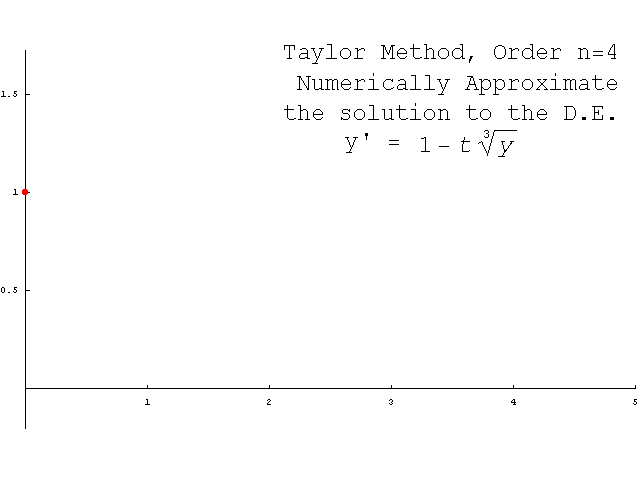 Taylor Method, Order n=4
Numerically Approximate
the solution to the D.E.
y' = 1 - t ∛y
1.5
1
0.5
1 2 3 4 5